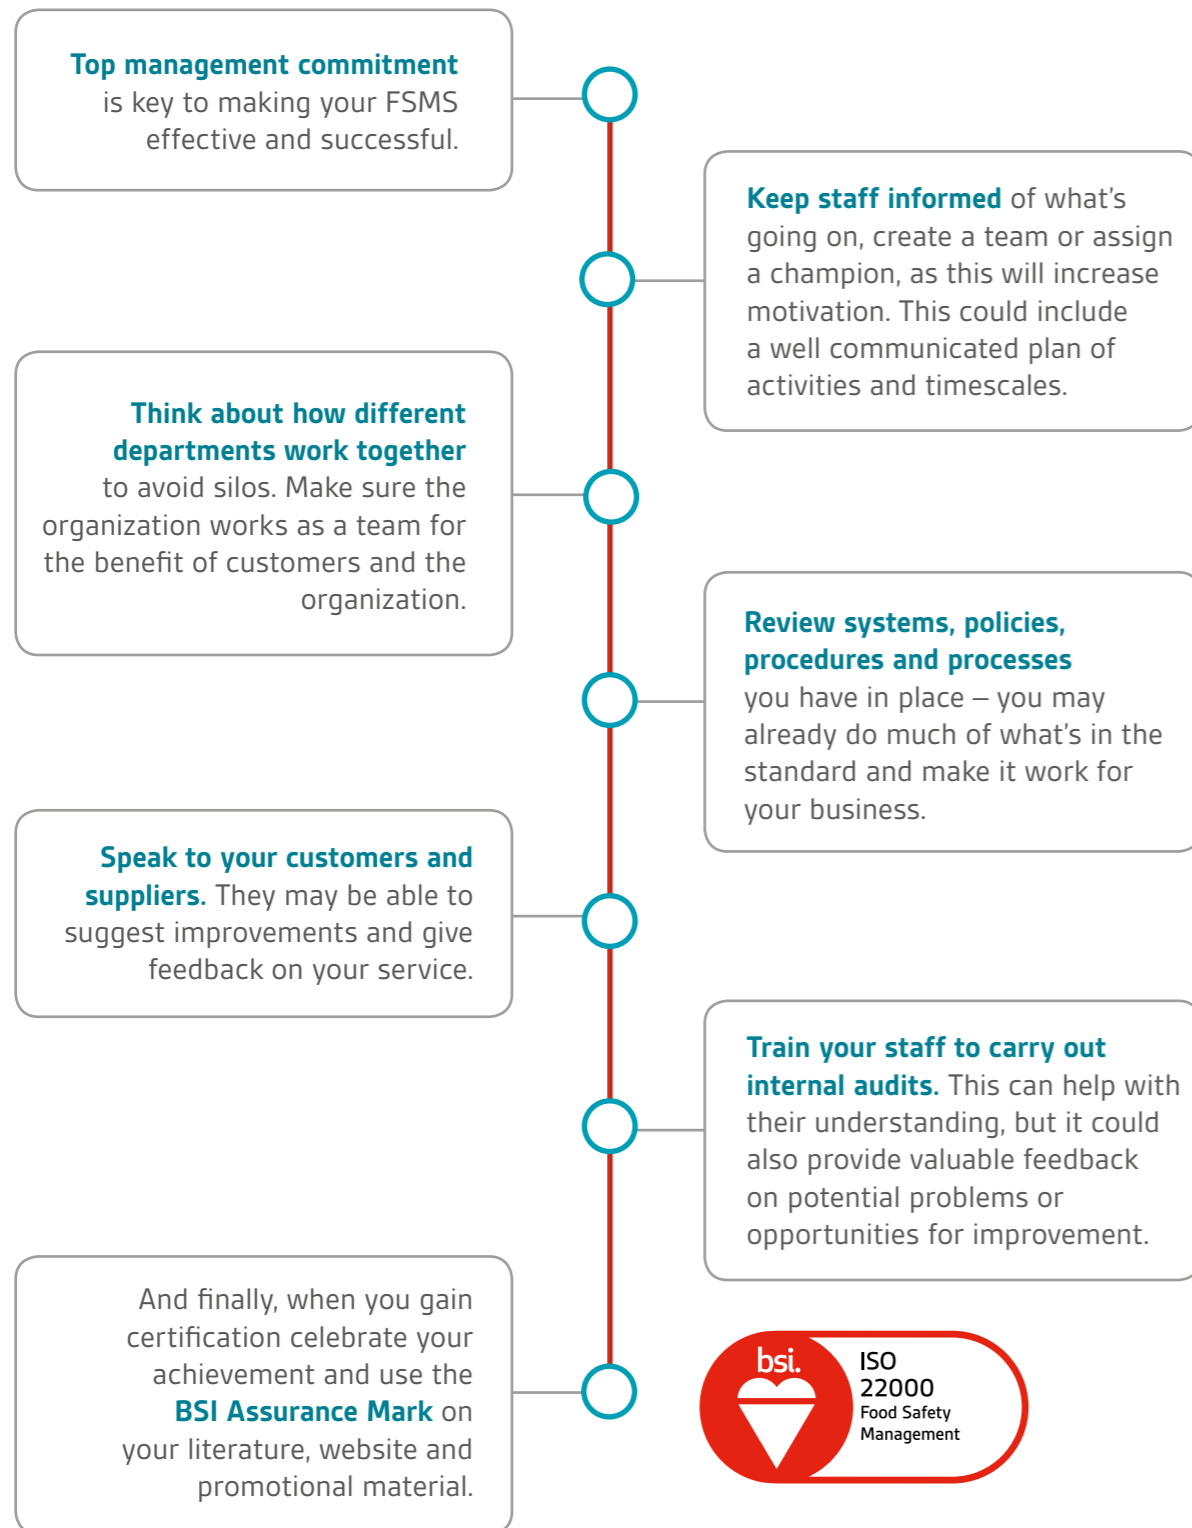 Top management commitment
is key to making your FSMS
effective and successful.
Keep staff informed of what's
going on, create a team or assign
a champion, as this will increase
motivation. This could include
a well communicated plan of
activities and timescales.
Think about how different
departments work together
to avoid silos. Make sure the
organization works as a team for
the benefit of customers and the
organization.
Review systems, policies,
procedures and processes
you have in place – you may
already do much of what's in the
standard and make it work for
your business.
Speak to your customers and
suppliers. They may be able to
suggest improvements and give
feedback on your service.
Train your staff to carry out
internal audits. This can help with
their understanding, but it could
also provide valuable feedback
on potential problems or
opportunities for improvement.
And finally, when you gain
certification celebrate your
achievement and use the
BSI Assurance Mark on
your literature, website and
promotional material.
bsi.
ISO
22000
Food Safety
Management